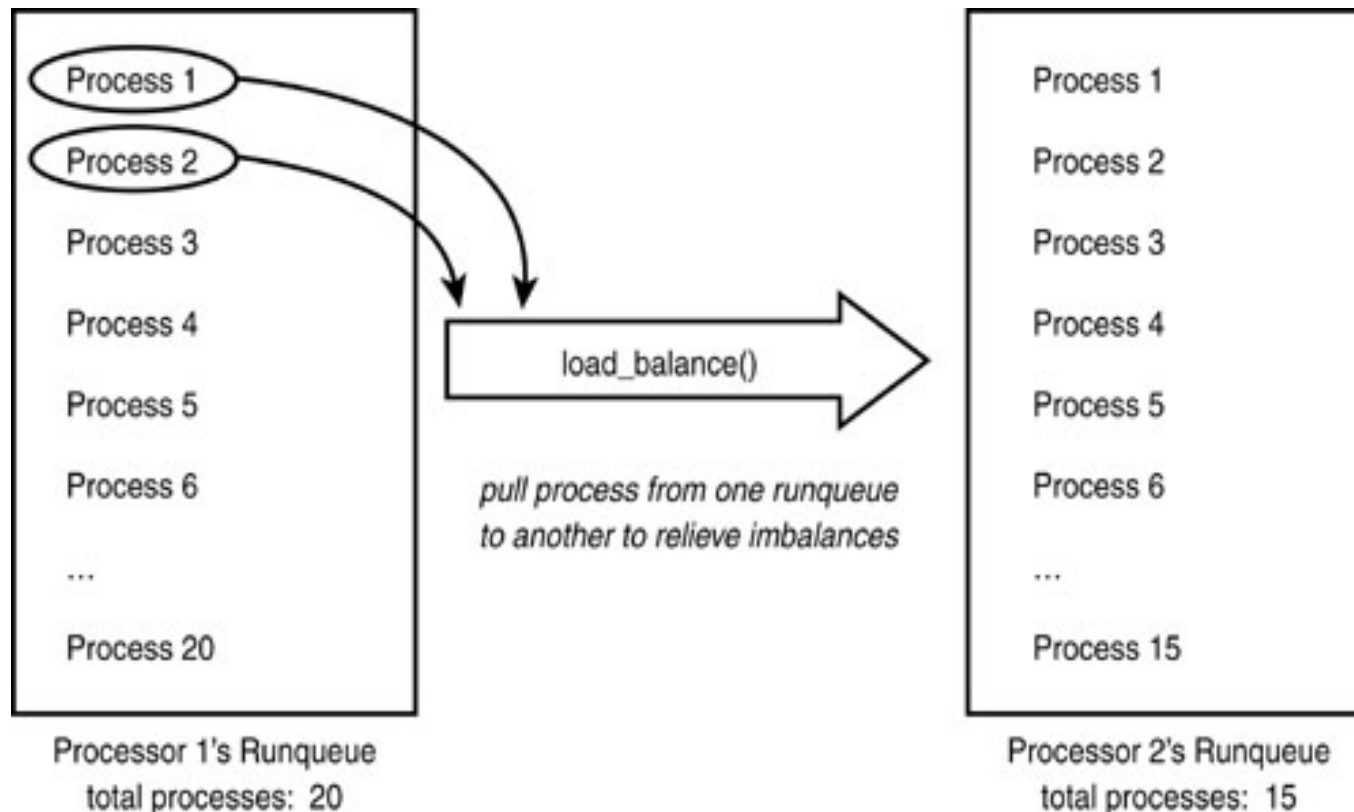 Process 1
Process 2
Process 3
Process 4
Process 5
Process 6
...
Process 20
Processor 1's Runqueue
total processes: 20
load_balance()
pull process from one runqueue
to another to relieve imbalances
Process 1
Process 2
Process 3
Process 4
Process 5
Process 6
...
Process 15
Processor 2's Runqueue
total processes: 15